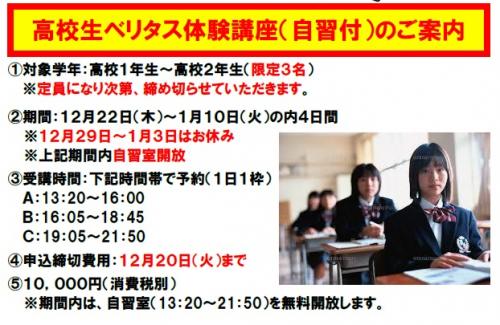 高校生ベリタス体験講座(自習付)のご案内
①対象学年:高校1年生～高校2年生(限定3名)
※定員になり次第、締め切らせていただきます。
②期間:12月22日(木)～1月10日(火)の内4日間
※12月29日～1月3日はお休み
※上記期間内自習室開放
③受講時間:下記時間帯で予約(1日1枠)
A:13:20～16:00
B:16:05～18:45
C:19:05～21:50
④申込締切費用:12月20日(火)まで
⑤10,000円(消費税別)
※期間内は、自習室(13:20～21:50)を無料開放します。